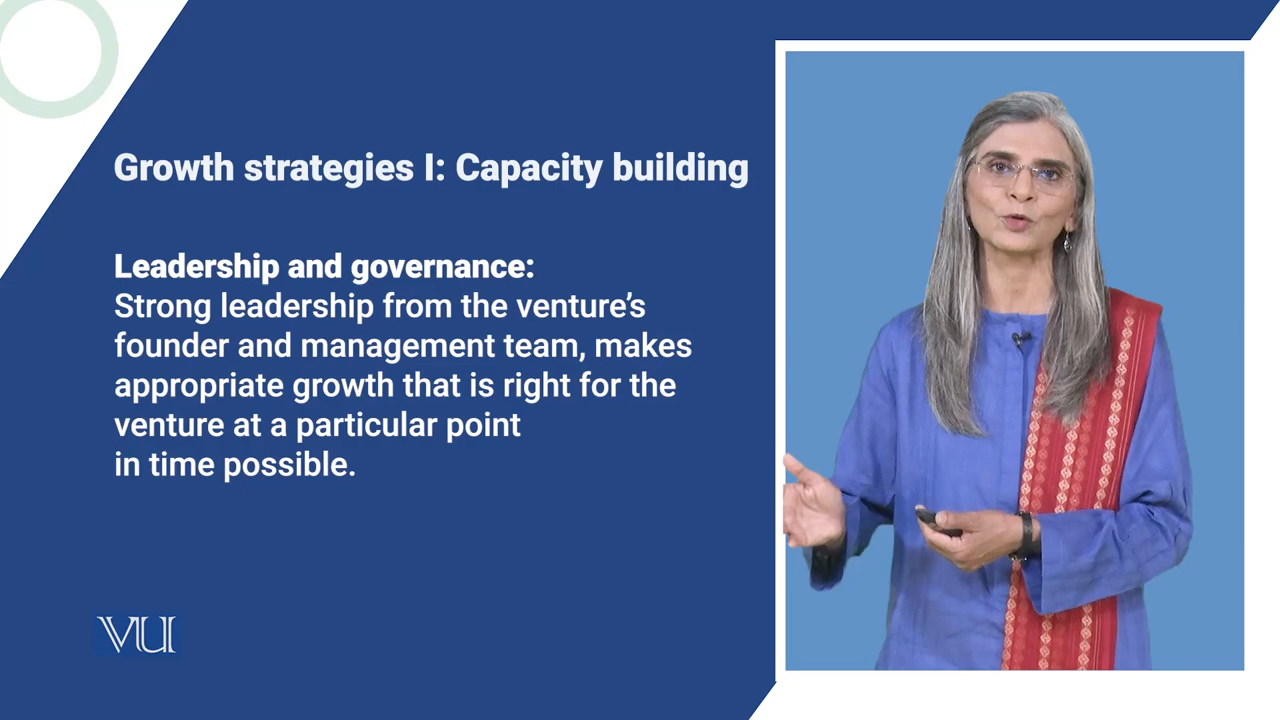 Growth strategies I: Capacity building
Leadership and governance:
Strong leadership from the venture’s
founder and management team, makes
appropriate growth that is right for the
venture at a particular point
in time possible.
VU